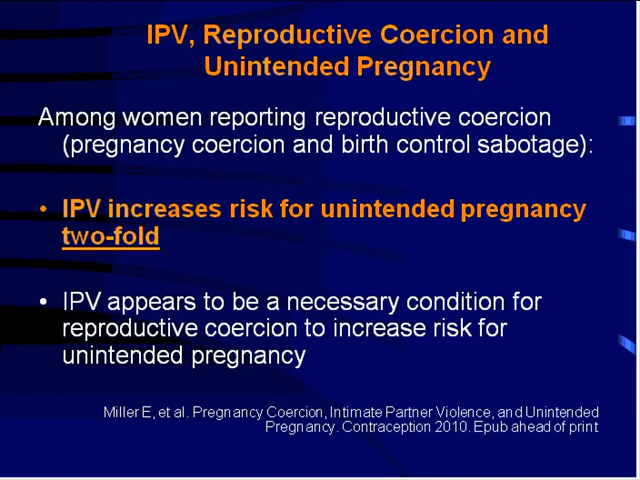 IPV, Reproductive Coercion and
Unintended Pregnancy
Among women reporting reproductive coercion
(pregnancy coercion and birth control sabotage):
• IPV increases risk for unintended pregnancy
two-fold
• IPV appears to be a necessary condition for
reproductive coercion to increase risk for
unintended pregnancy
Miller E, et al. Pregnancy Coercion, Intimate Partner Violence, and Unintended
Pregnancy. Contraception 2010. Epub ahead of print